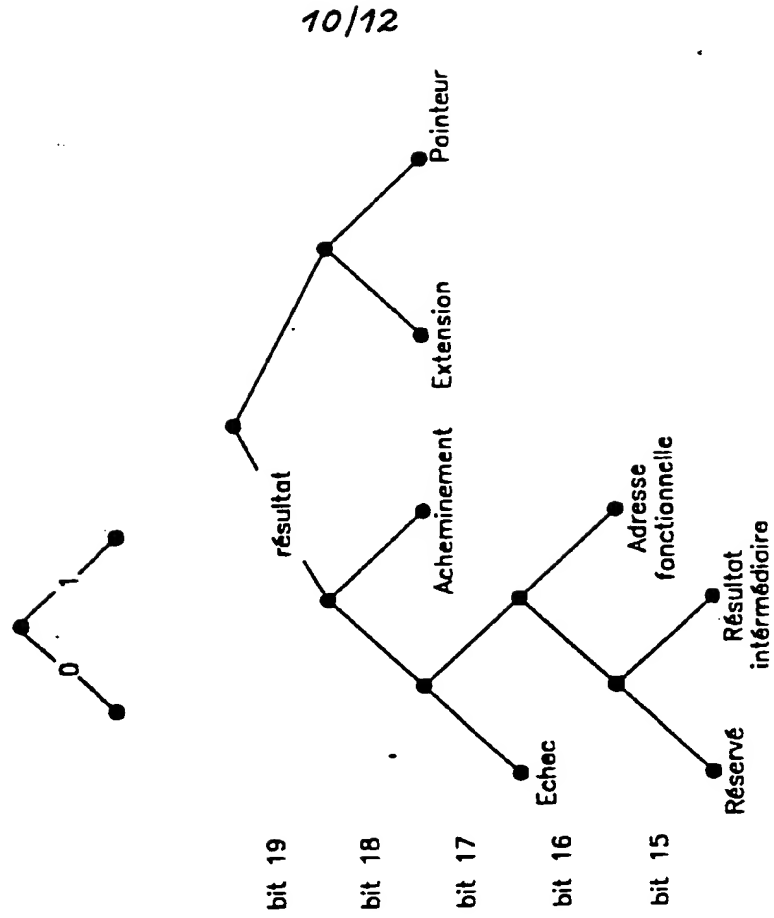 10/12
0
1
bit 19
résultat
bit 18
Acheminement
Extension
Pointeur
bit 17
Echec
Adresse
fonctionnelle
bit 16
bit 15
Réservé
Résultat
intérmédiaire